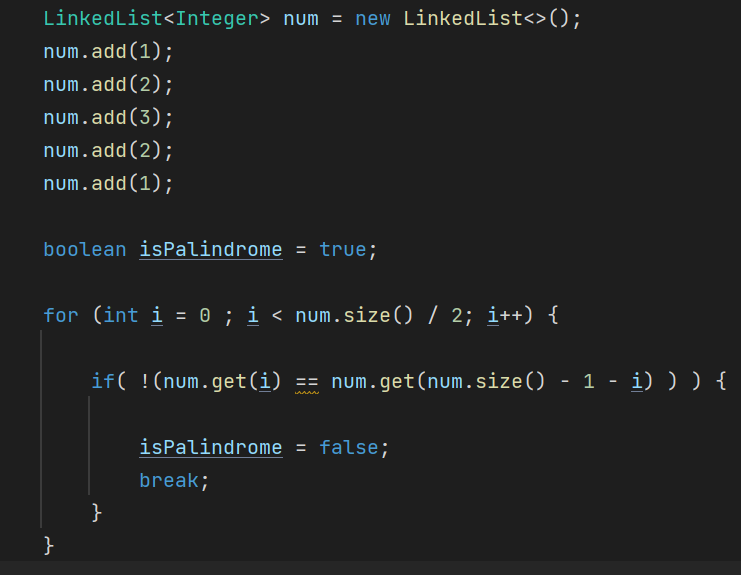 LinkedList<Integer> num = new LinkedList<>();
num.add(1);
num.add(2);
num.add(3);
num.add(2);
num.add(1);
boolean isPalindrome = true;
for (int i = 0 ; i < num.size() / 2; i++) {
if( !(num.get(i) == num.get(num.size() - 1 - i) ) ) {
isPalindrome = false;
break;
}
}